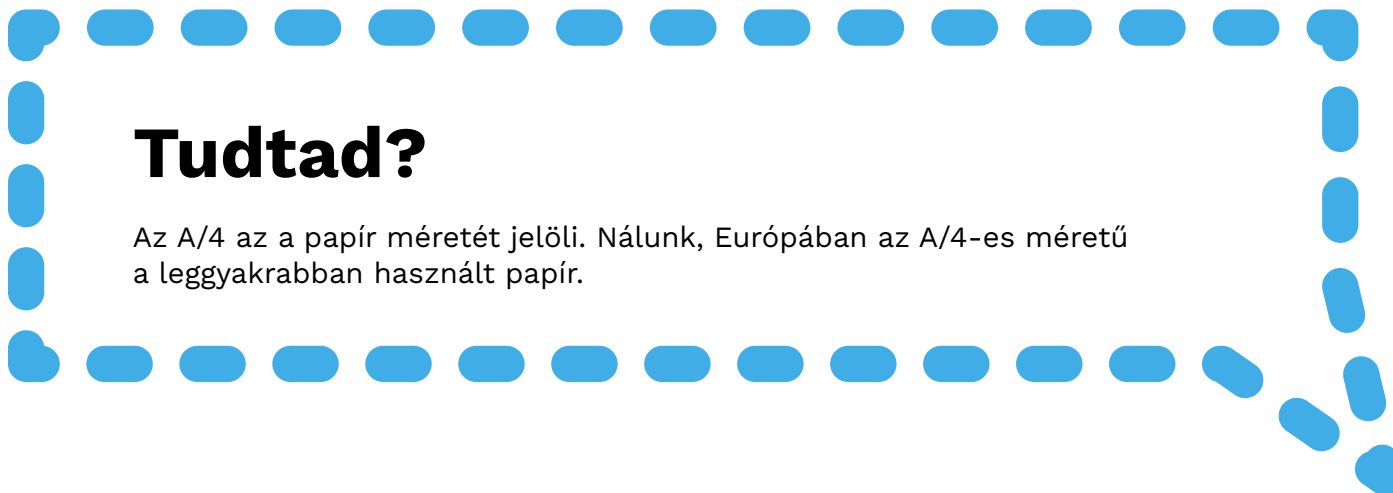 Tudtad?
Az A/4 az a papír méretét jelöli. Nálunk, Európában az A/4-es méretű
a leggyakrabban használt papír.